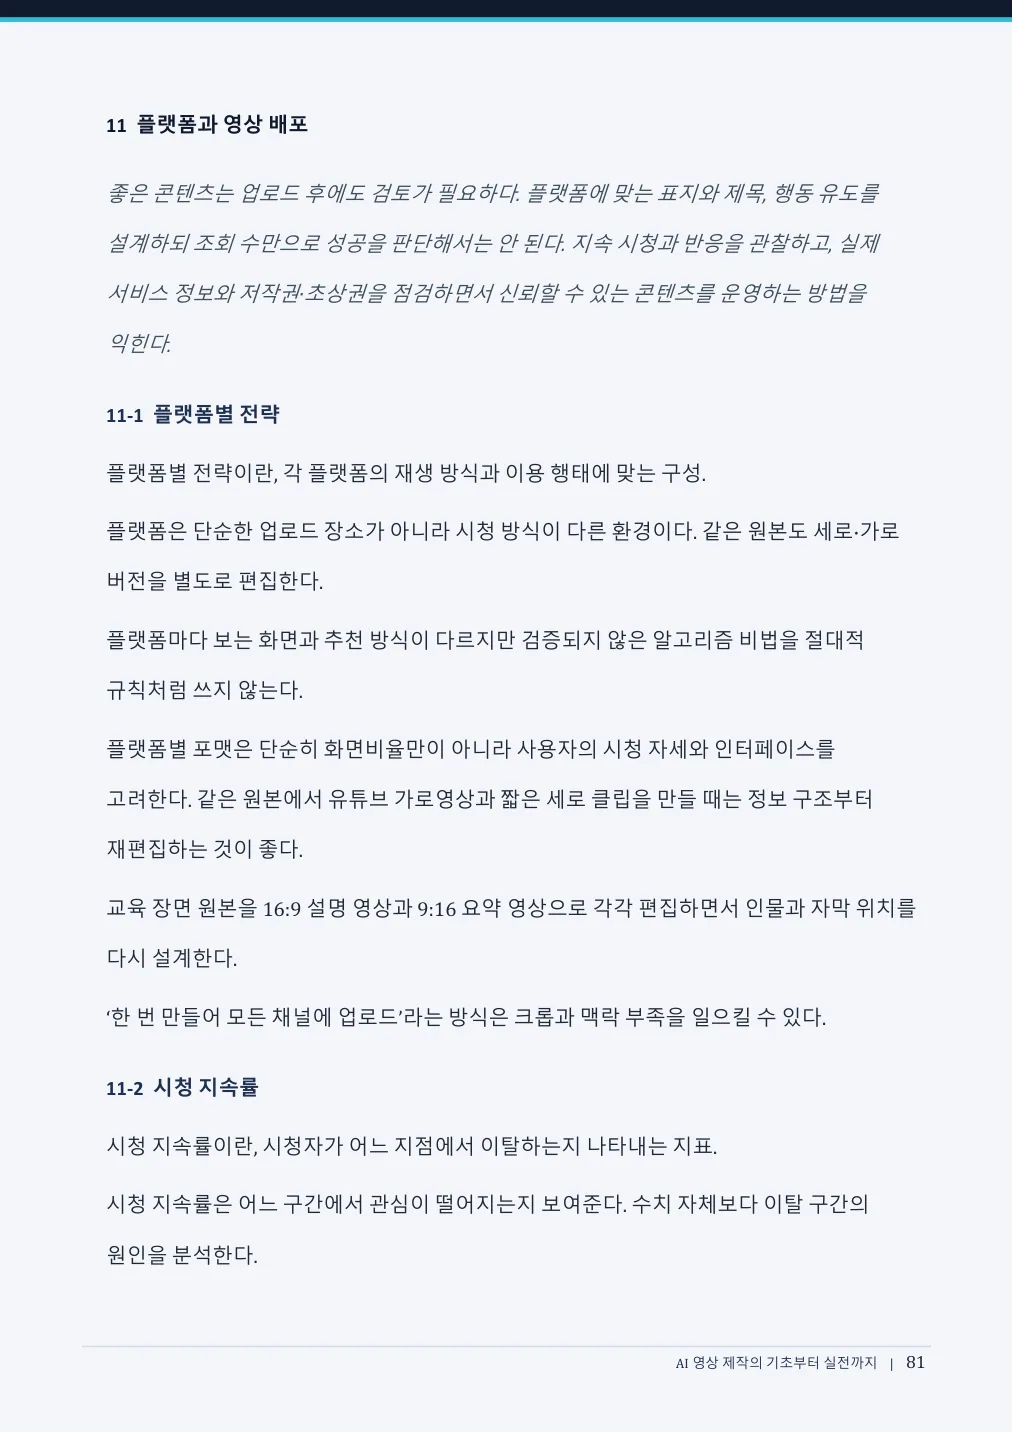 11 플랫폼과 영상 배포
좋은 콘텐츠는 업로드 후에도 검토가 필요하다. 플랫폼에 맞는 표지와 제목, 행동 유도를
설계하되 조회 수만으로 성공을 판단해서는 안 된다. 지속 시청과 반응을 관찰하고, 실제
서비스 정보와 저작권·초상권을 점검하면서 신뢰할 수 있는 콘텐츠를 운영하는 방법을
익힌다.
11-1 플랫폼별 전략
플랫폼별 전략이란, 각 플랫폼의 재생 방식과 이용 행태에 맞는 구성.
플랫폼은 단순한 업로드 장소가 아니라 시청 방식이 다른 환경이다. 같은 원본도 세로·가로
버전을 별도로 편집한다.
플랫폼마다 보는 화면과 추천 방식이 다르지만 검증되지 않은 알고리즘 비법을 절대적
규칙처럼 쓰지 않는다.
플랫폼별 포맷은 단순히 화면비율만이 아니라 사용자의 시청 자세와 인터페이스를
고려한다. 같은 원본에서 유튜브 가로영상과 짧은 세로 클립을 만들 때는 정보 구조부터
재편집하는 것이 좋다.
교육 장면 원본을 16:9 설명 영상과 9:16 요약 영상으로 각각 편집하면서 인물과 자막 위치를
다시 설계한다.
‘한 번 만들어 모든 채널에 업로드’라는 방식은 크롭과 맥락 부족을 일으킬 수 있다.
11-2 시청 지속률
시청 지속률이란, 시청자가 어느 지점에서 이탈하는지 나타내는 지표.
시청 지속률은 어느 구간에서 관심이 떨어지는지 보여준다. 수치 자체보다 이탈 구간의
원인을 분석한다.
AI 영상 제작의 기초부터 실전까지 | 81